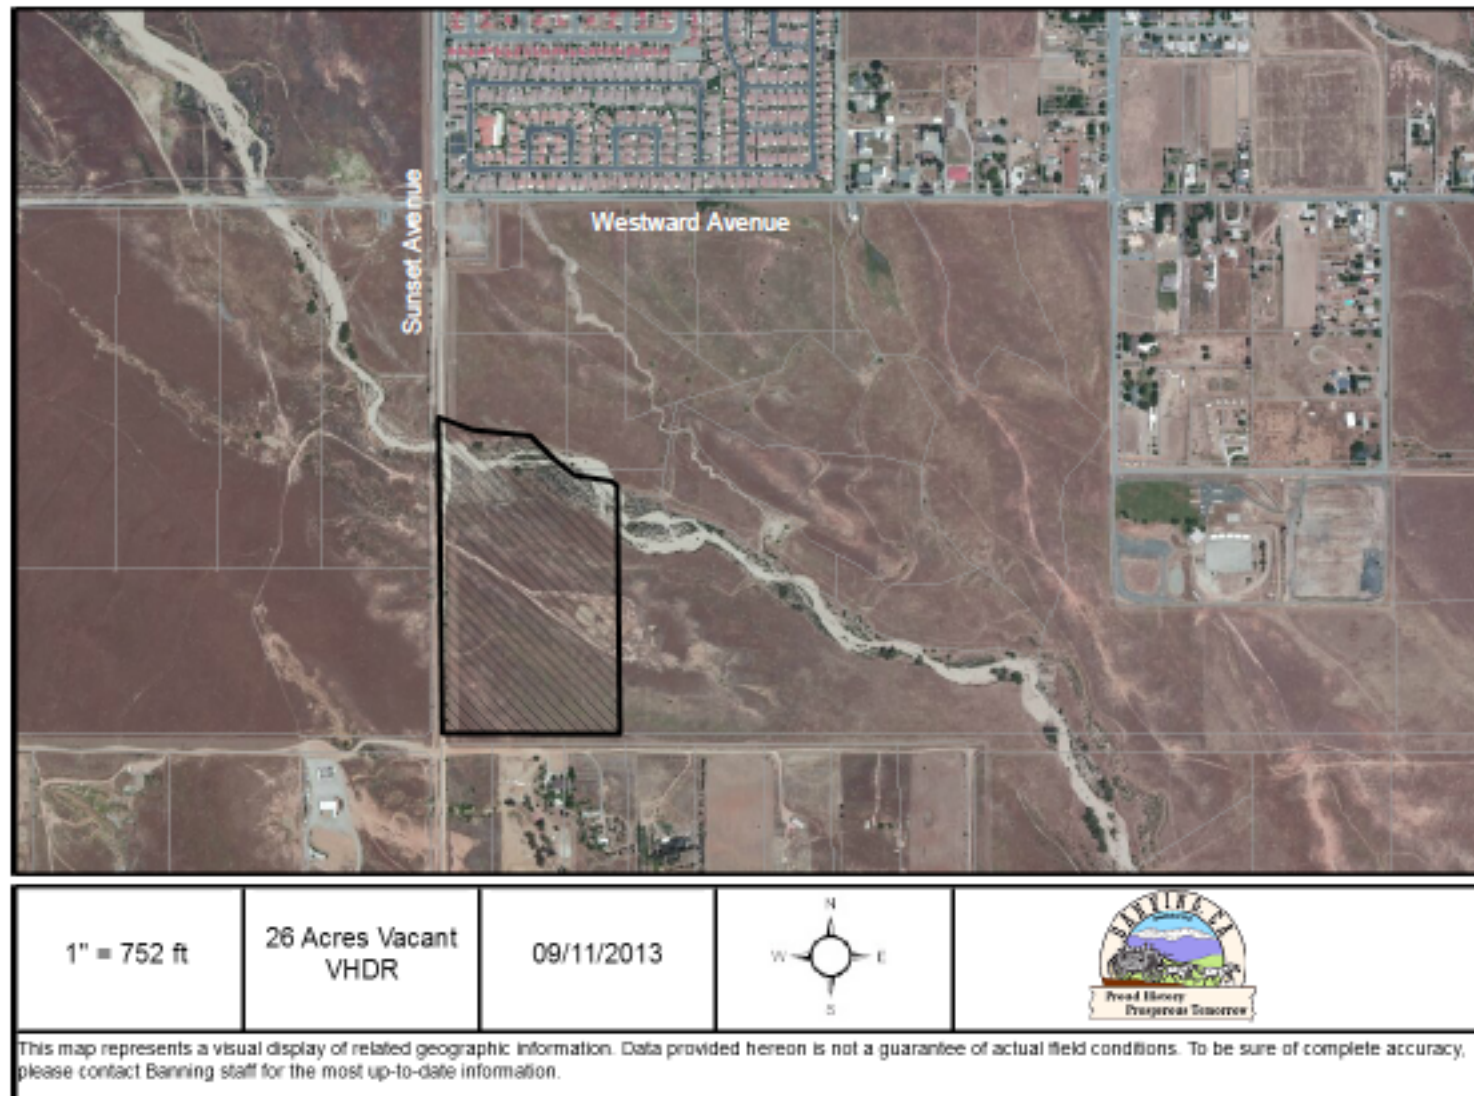 Westward Avenue
Sunset Avenue
1" = 752 ft
26 Acres Vacant
VHDR
09/11/2013
N
W E
S
BANNING, CA
Proud History
Prosperous Tomorrow
This map represents a visual display of related geographic information. Data provided hereon is not a guarantee of actual field conditions. To be sure of complete accuracy,
please contact Banning staff for the most up-to-date information.